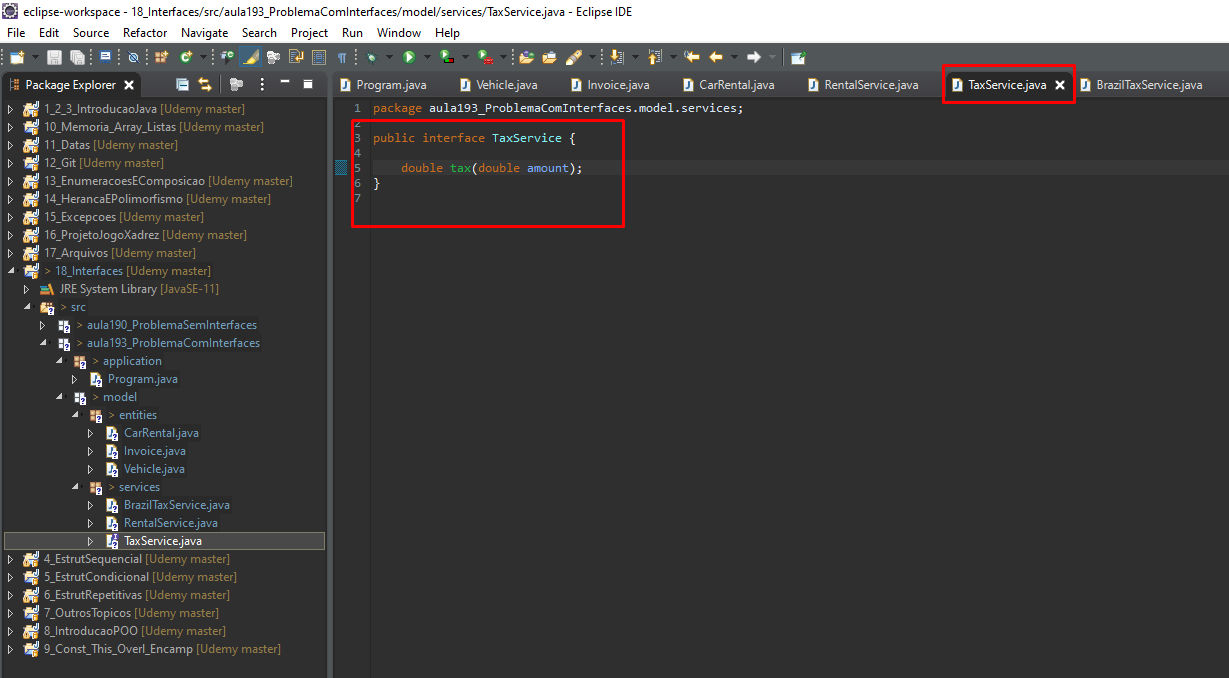 eclipse-workspace - 18_Interfaces/src/aula193_ProblemaComInterfaces/model/services/TaxService.java - Eclipse IDE
File Edit Source Refactor Navigate Search Project Run Window Help
Package Explorer
Program.java Vehicle.java Invoice.java CarRental.java RentalService.java TaxService.java BrazilTaxService.java
1_2_3_IntroducaoJava [Udemy master]
10_Memoria_Array_Listas [Udemy master]
11_Datas [Udemy master]
12_Git [Udemy master]
13_EnumeracoesEComposicao [Udemy master]
14_HerancaEPolimorfismo [Udemy master]
15_Excepcoes [Udemy master]
16_ProjetoJogoXadrez [Udemy master]
17_Arquivos [Udemy master]
> 18_Interfaces [Udemy master]
JRE System Library [JavaSE-11]
> src
> aula190_ProblemaSemInterfaces
> aula193_ProblemaComInterfaces
> application
> Program.java
> model
> entities
> CarRental.java
> Invoice.java
> Vehicle.java
> services
> BrazilTaxService.java
> RentalService.java
> TaxService.java
4_EstrutSequencial [Udemy master]
5_EstrutCondicional [Udemy master]
6_EstrutRepetitivas [Udemy master]
7_OutrosTopicos [Udemy master]
8_IntroducaoPOO [Udemy master]
9_Const_This_Overl_Encamp [Udemy master]
1 package aula193_ProblemaComInterfaces.model.services;
2
3 public interface TaxService {
4
5 double tax(double amount);
6 }
7